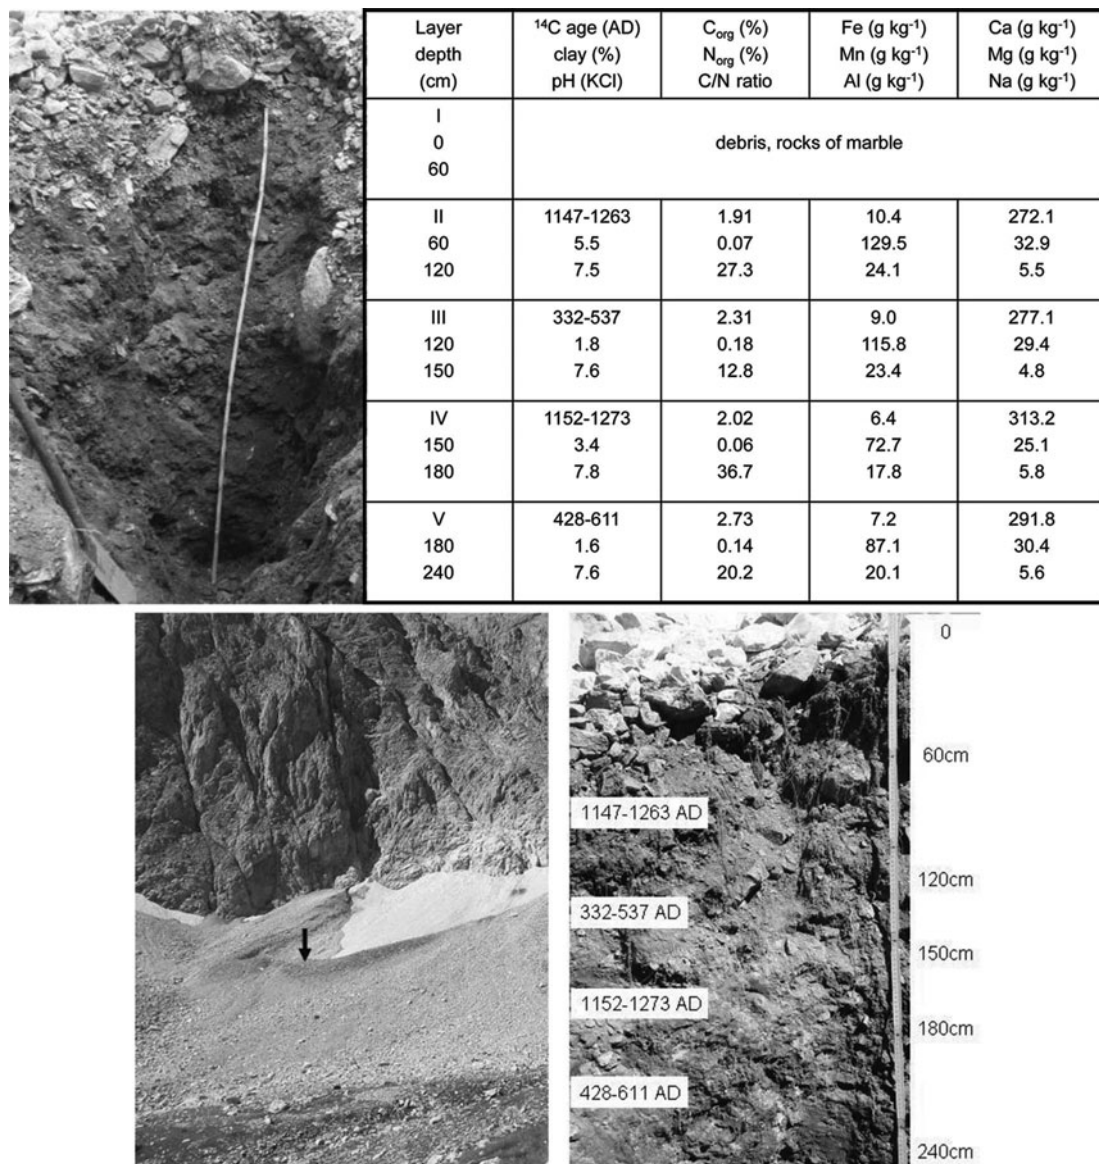 Layer
depth
(cm)
¹⁴C age (AD)
clay (%)
pH (KCl)
C_org (%)
N_org (%)
C/N ratio
Fe (g kg⁻¹)
Mn (g kg⁻¹)
Al (g kg⁻¹)
Ca (g kg⁻¹)
Mg (g kg⁻¹)
Na (g kg⁻¹)
I
0
60
debris, rocks of marble
II
60
120
1147-1263
5.5
7.5
1.91
0.07
27.3
10.4
129.5
24.1
272.1
32.9
5.5
III
120
150
332-537
1.8
7.6
2.31
0.18
12.8
9.0
115.8
23.4
277.1
29.4
4.8
IV
150
180
1152-1273
3.4
7.8
2.02
0.06
36.7
6.4
72.7
17.8
313.2
25.1
5.8
V
180
240
428-611
1.6
7.6
2.73
0.14
20.2
7.2
87.1
20.1
291.8
30.4
5.6
0
60cm
1147-1263 AD
120cm
332-537 AD
150cm
1152-1273 AD
180cm
428-611 AD
240cm